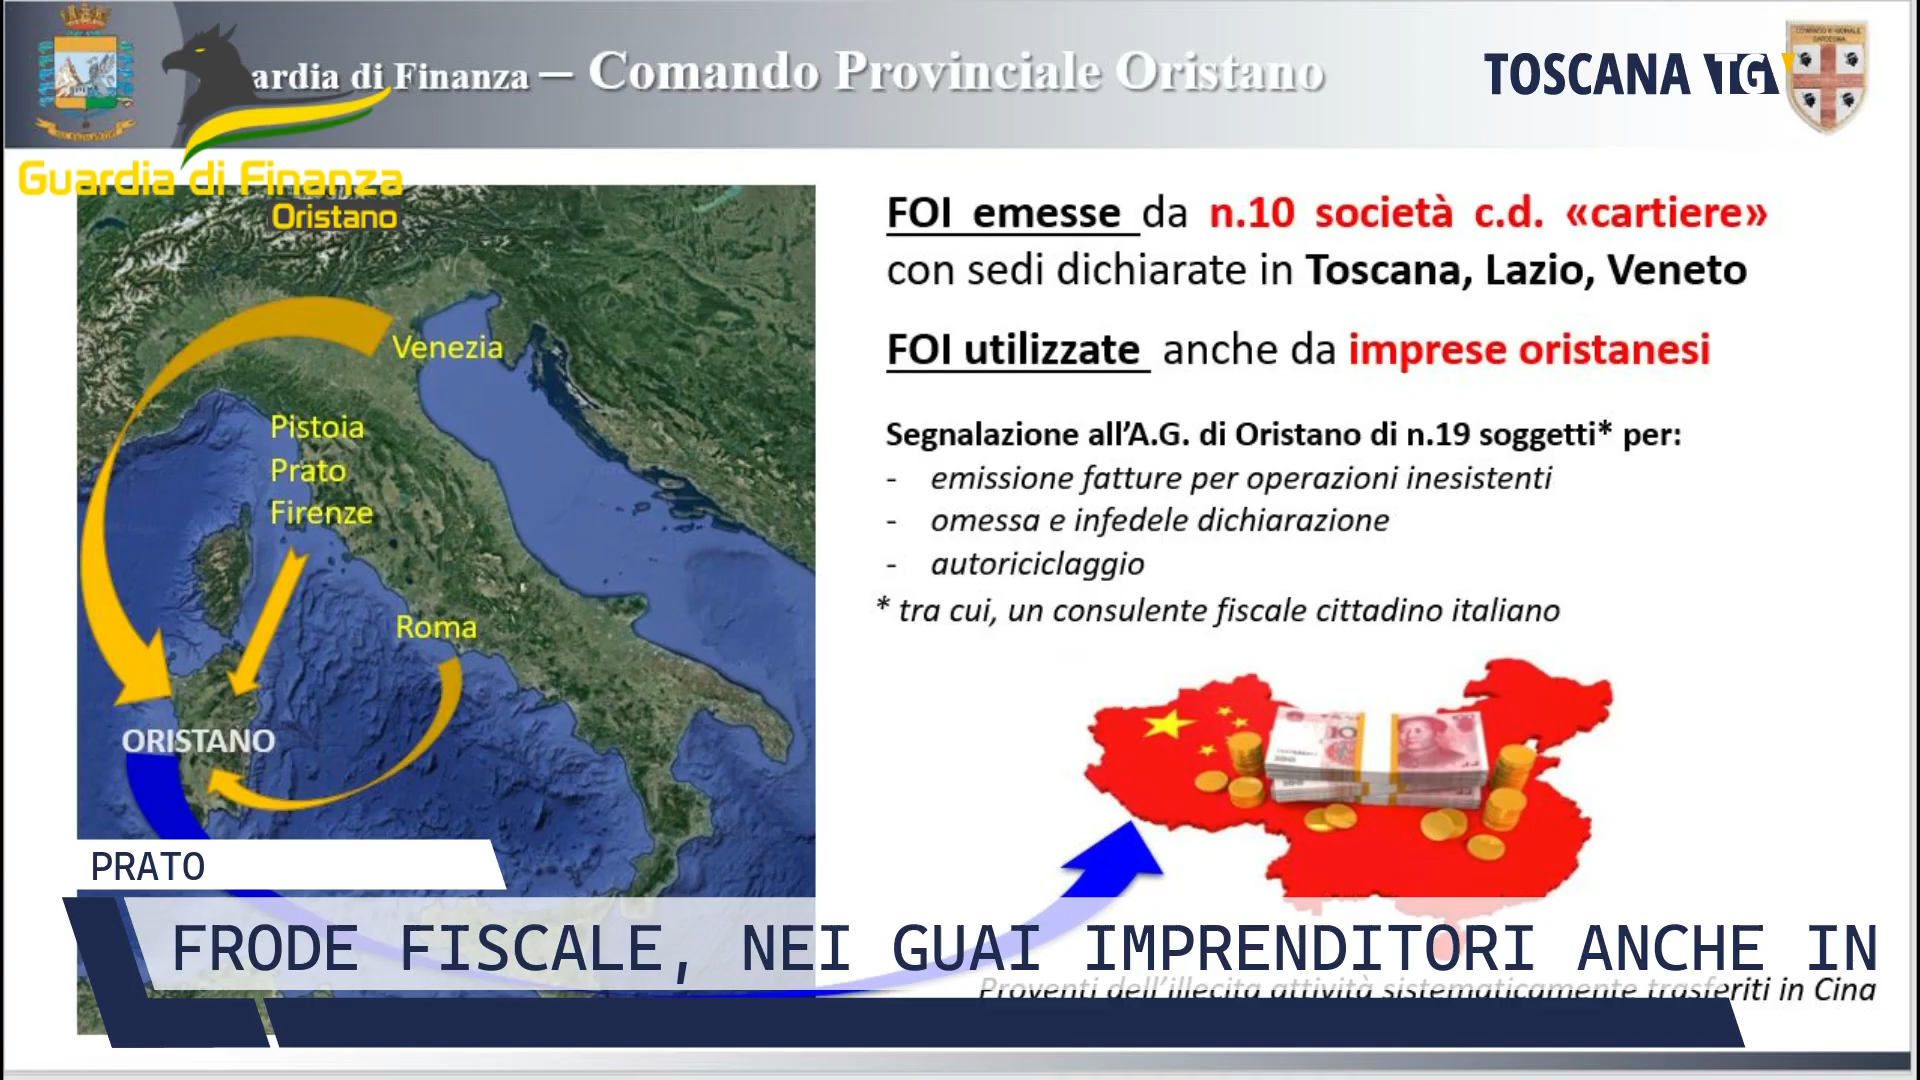 ardia di Finanza – Comando Provinciale Oristano
TOSCANA TG
COMANDO REGIONALE
SARDEGNA
Guardia di Finanza
Oristano
FOI emesse da n.10 società c.d. «cartiere»
con sedi dichiarate in Toscana, Lazio, Veneto
FOI utilizzate anche da imprese oristanesi
Segnalazione all'A.G. di Oristano di n.19 soggetti* per:
- emissione fatture per operazioni inesistenti
- omessa e infedele dichiarazione
- autoriciclaggio
* tra cui, un consulente fiscale cittadino italiano
Venezia
Pistoia
Prato
Firenze
Roma
ORISTANO
10
PRATO
FRODE FISCALE, NEI GUAI IMPRENDITORI ANCHE IN
Proventi dell'illecita attività sistematicamente trasferiti in Cina